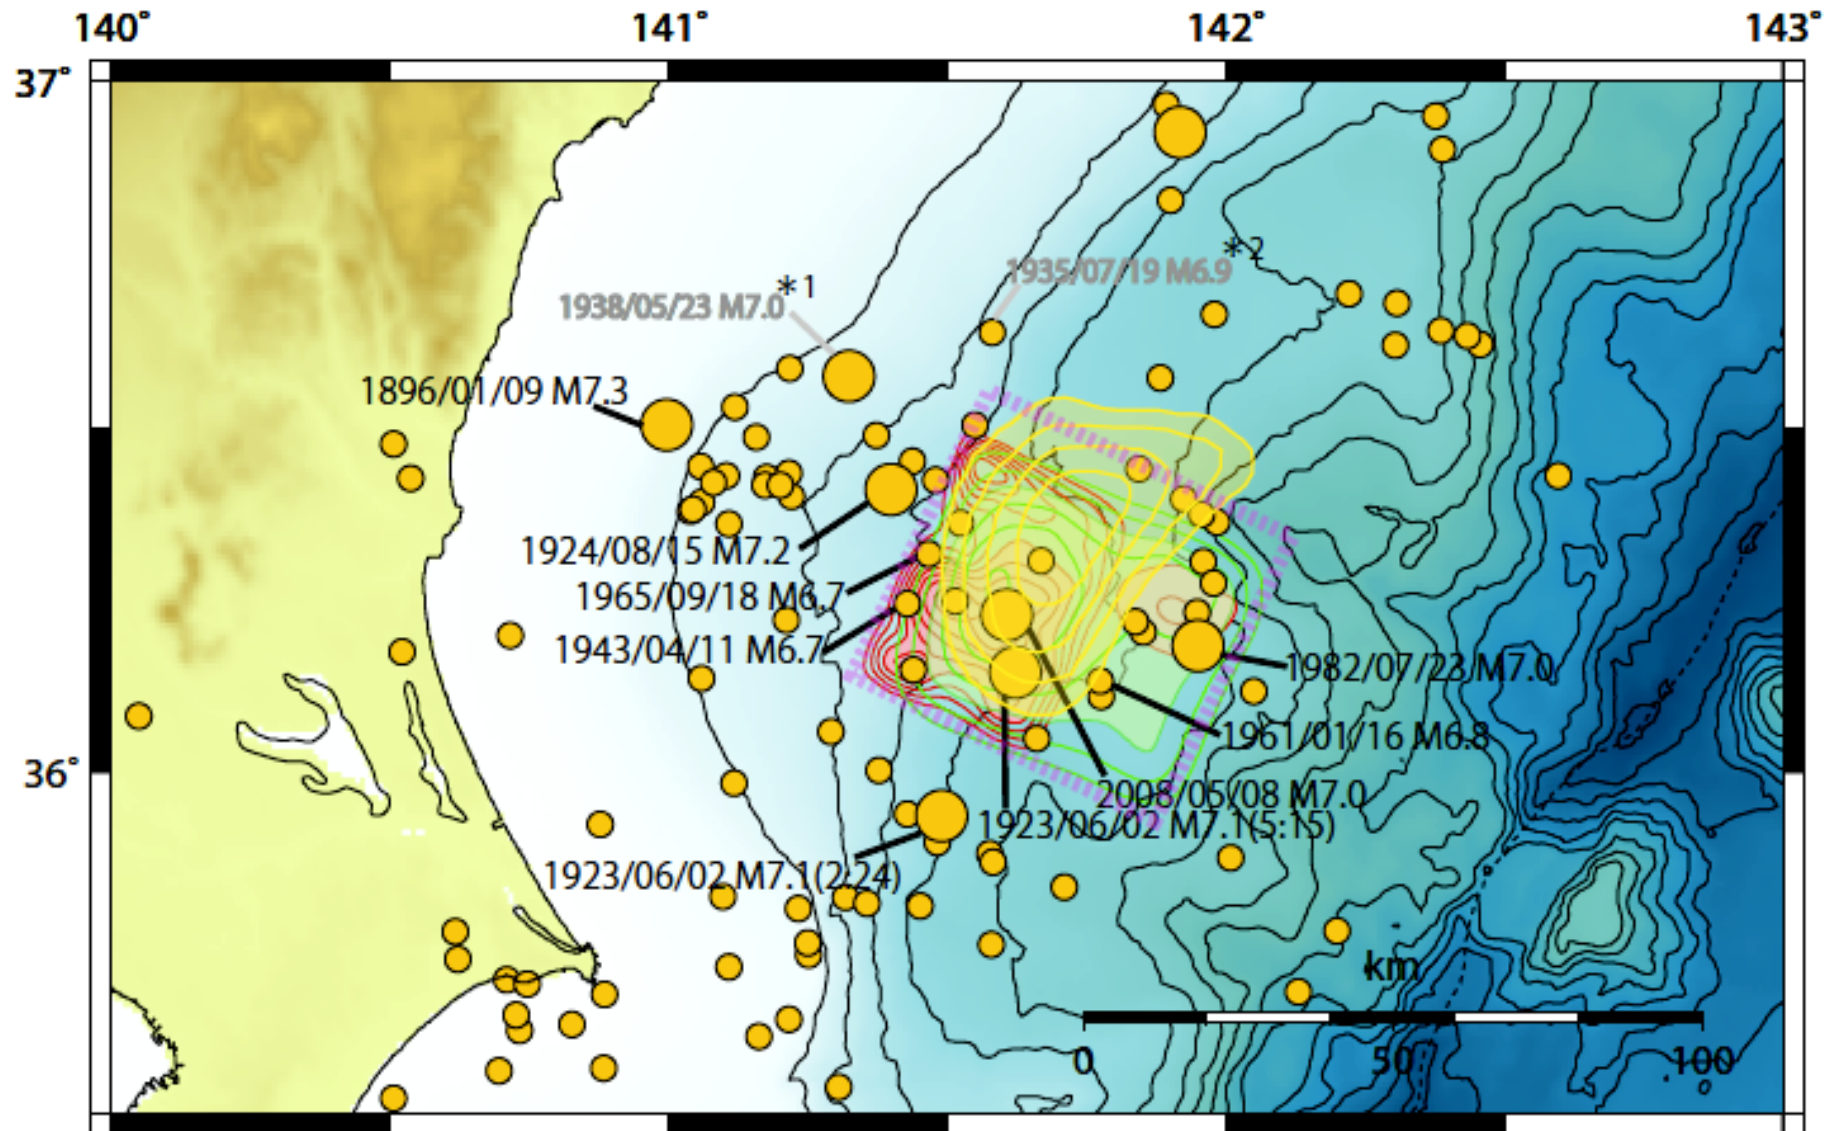 140° 141° 142° 143°
37°
*2
1935/07/19 M6.9
*1
1938/05/23 M7.0
1896/01/09 M7.3
1924/08/15 M7.2
1965/09/18 M6.7
1943/04/11 M6.7
1982/07/23 M7.0
1961/01/16 M6.8
36°
2008/05/08 M7.0
1923/06/02 M7.1(5:15)
1923/06/02 M7.1(2:24)
km
0 50 100